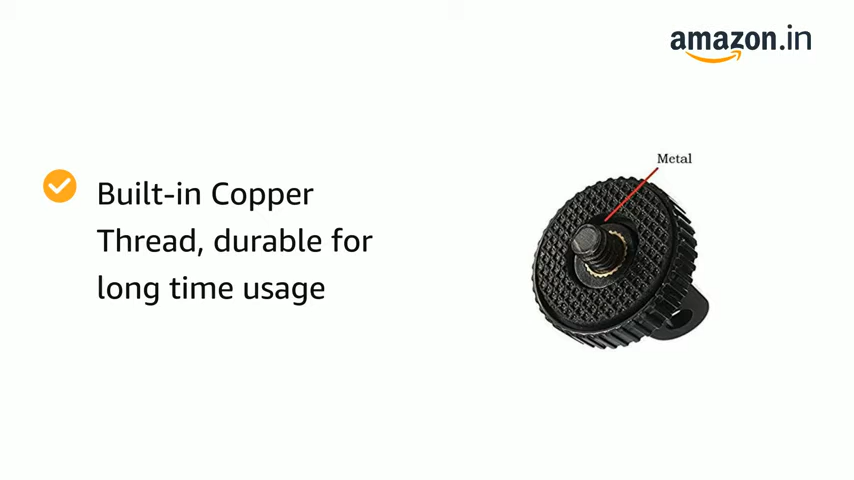 amazon.in
Metal
Built-in Copper
Thread, durable for
long time usage